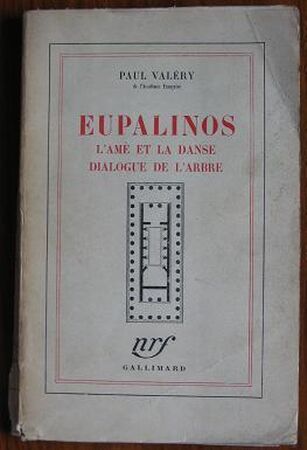 PAUL VALÉRY
de l'Académie française
EUPALINOS
L'AME ET LA DANSE
DIALOGUE DE L'ARBRE
nrf
GALLIMARD